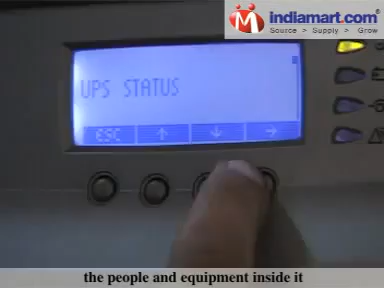 indiamart.com
Source > Supply > Grow
UPS STATUS
ESC ↑ ↓ →
the people and equipment inside it